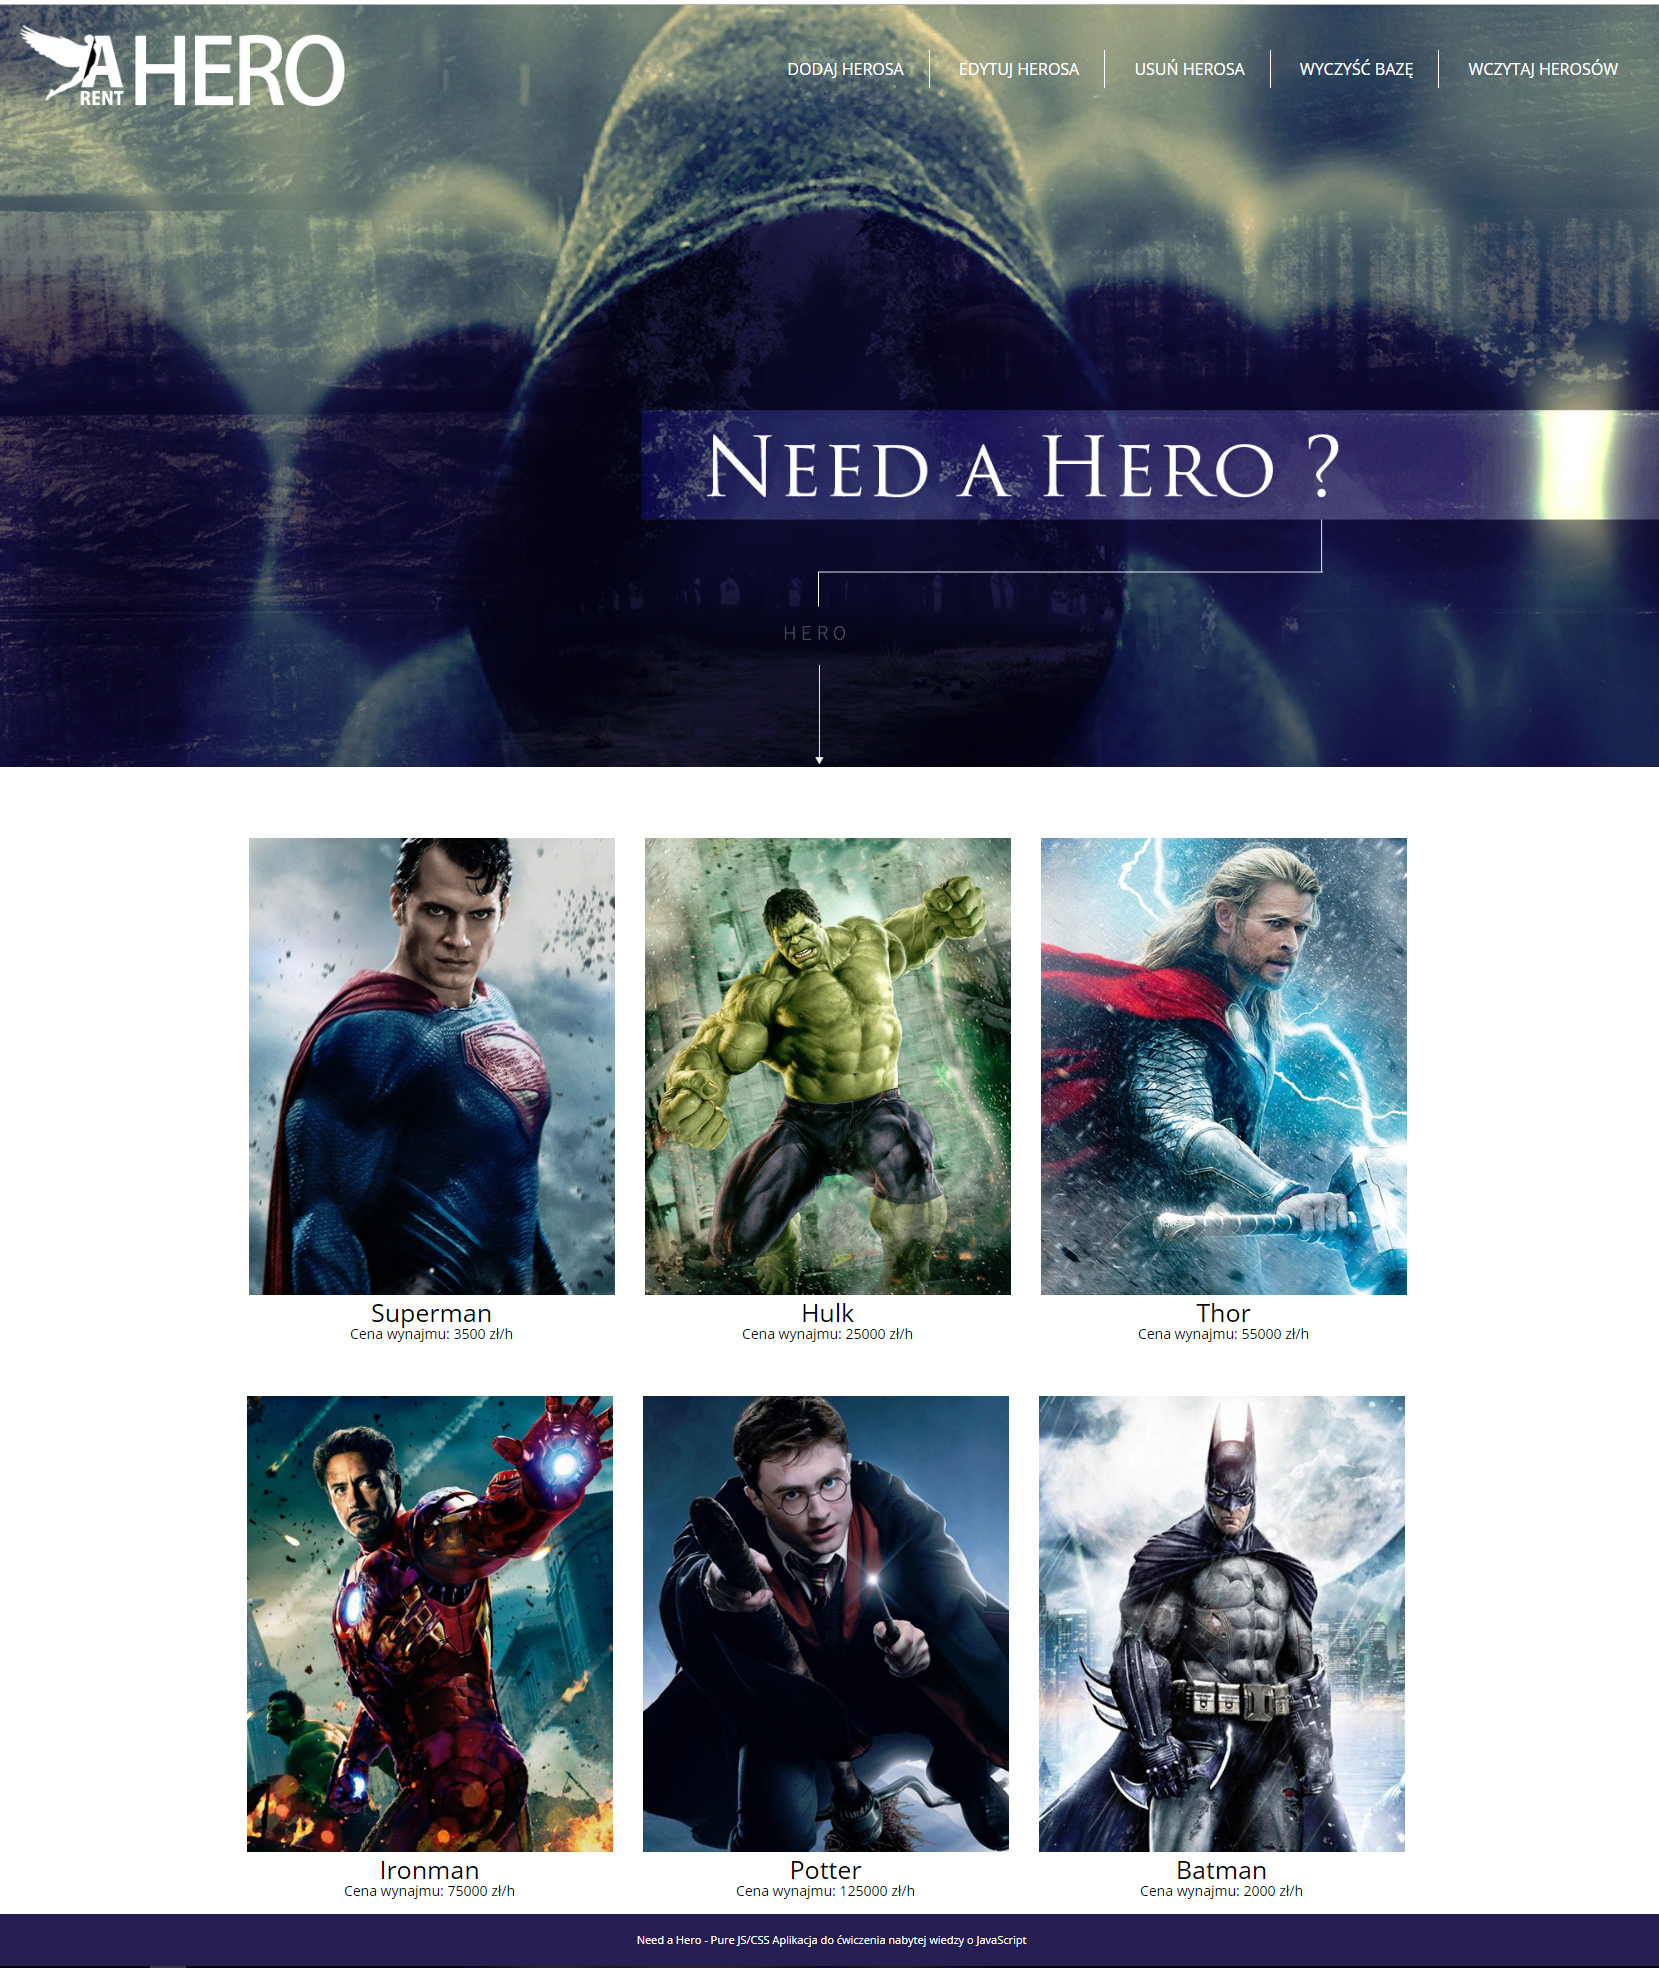 RENT A HERO
DODAJ HEROSA
EDYTUJ HEROSA
USUŃ HEROSA
WYCZYŚĆ BAZĘ
WCZYTAJ HEROSÓW
NEED A HERO ?
HERO
Superman
Cena wynajmu: 3500 zł/h
Hulk
Cena wynajmu: 25000 zł/h
Thor
Cena wynajmu: 55000 zł/h
Ironman
Cena wynajmu: 75000 zł/h
Potter
Cena wynajmu: 125000 zł/h
Batman
Cena wynajmu: 2000 zł/h
Need a Hero - Pure JS/CSS Aplikacja do ćwiczenia nabytej wiedzy o JavaScript